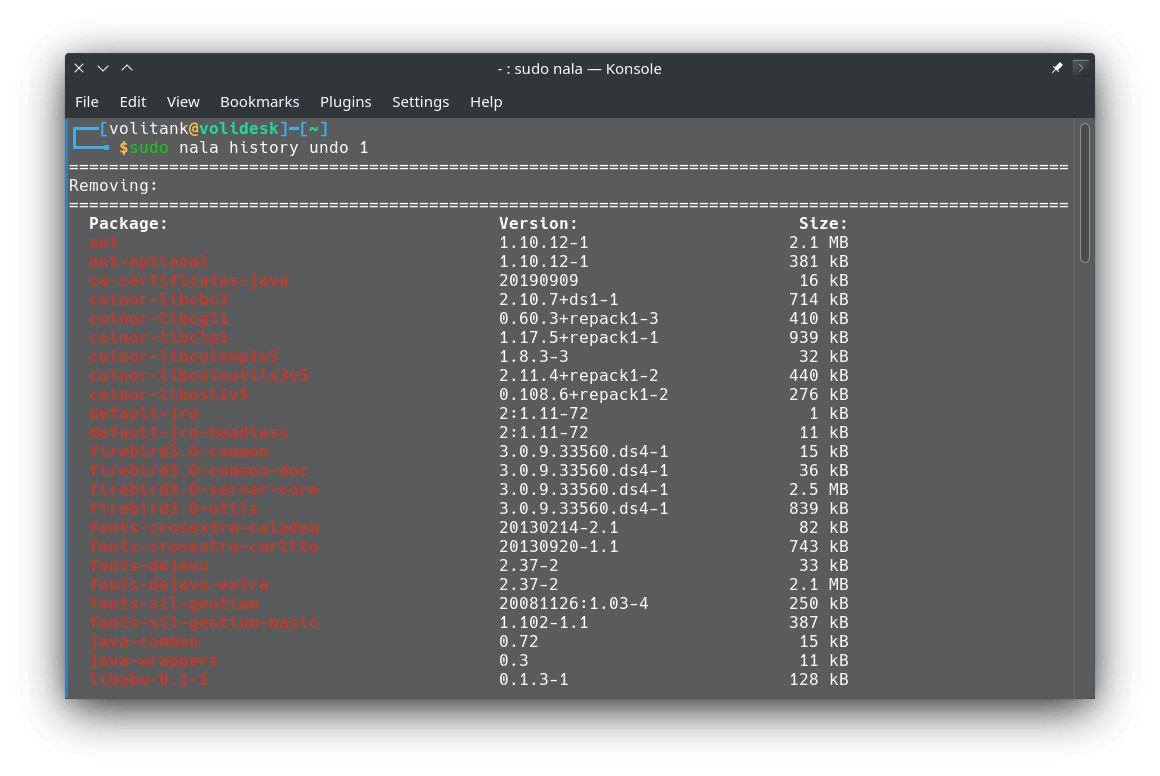 - : sudo nala — Konsole
File Edit View Bookmarks Plugins Settings Help
[volitank@volidesk]-[~]
$sudo nala history undo 1
====================================================================================================
Removing:
====================================================================================================
Package: Version: Size:
ant 1.10.12-1 2.1 MB
ant-optional 1.10.12-1 381 kB
ca-certificates-java 20190909 16 kB
coinor-libcbc3 2.10.7+ds1-1 714 kB
coinor-libcgl1 0.60.3+repack1-3 410 kB
coinor-libclp1 1.17.5+repack1-1 939 kB
coinor-libcoinmp1v5 1.8.3-3 32 kB
coinor-libcoinutils3v5 2.11.4+repack1-2 440 kB
coinor-libosi1v5 0.108.6+repack1-2 276 kB
default-jre 2:1.11-72 1 kB
default-jre-headless 2:1.11-72 11 kB
firebird3.0-common 3.0.9.33560.ds4-1 15 kB
firebird3.0-common-doc 3.0.9.33560.ds4-1 36 kB
firebird3.0-server-core 3.0.9.33560.ds4-1 2.5 MB
firebird3.0-utils 3.0.9.33560.ds4-1 839 kB
fonts-crosextra-caladea 20130214-2.1 82 kB
fonts-crosextra-carlito 20130920-1.1 743 kB
fonts-dejavu 2.37-2 33 kB
fonts-dejavu-extra 2.37-2 2.1 MB
fonts-sil-gentium 20081126:1.03-4 250 kB
fonts-sil-gentium-basic 1.102-1.1 387 kB
java-common 0.72 15 kB
java-wrappers 0.3 11 kB
libabw-0.1-1 0.1.3-1 128 kB